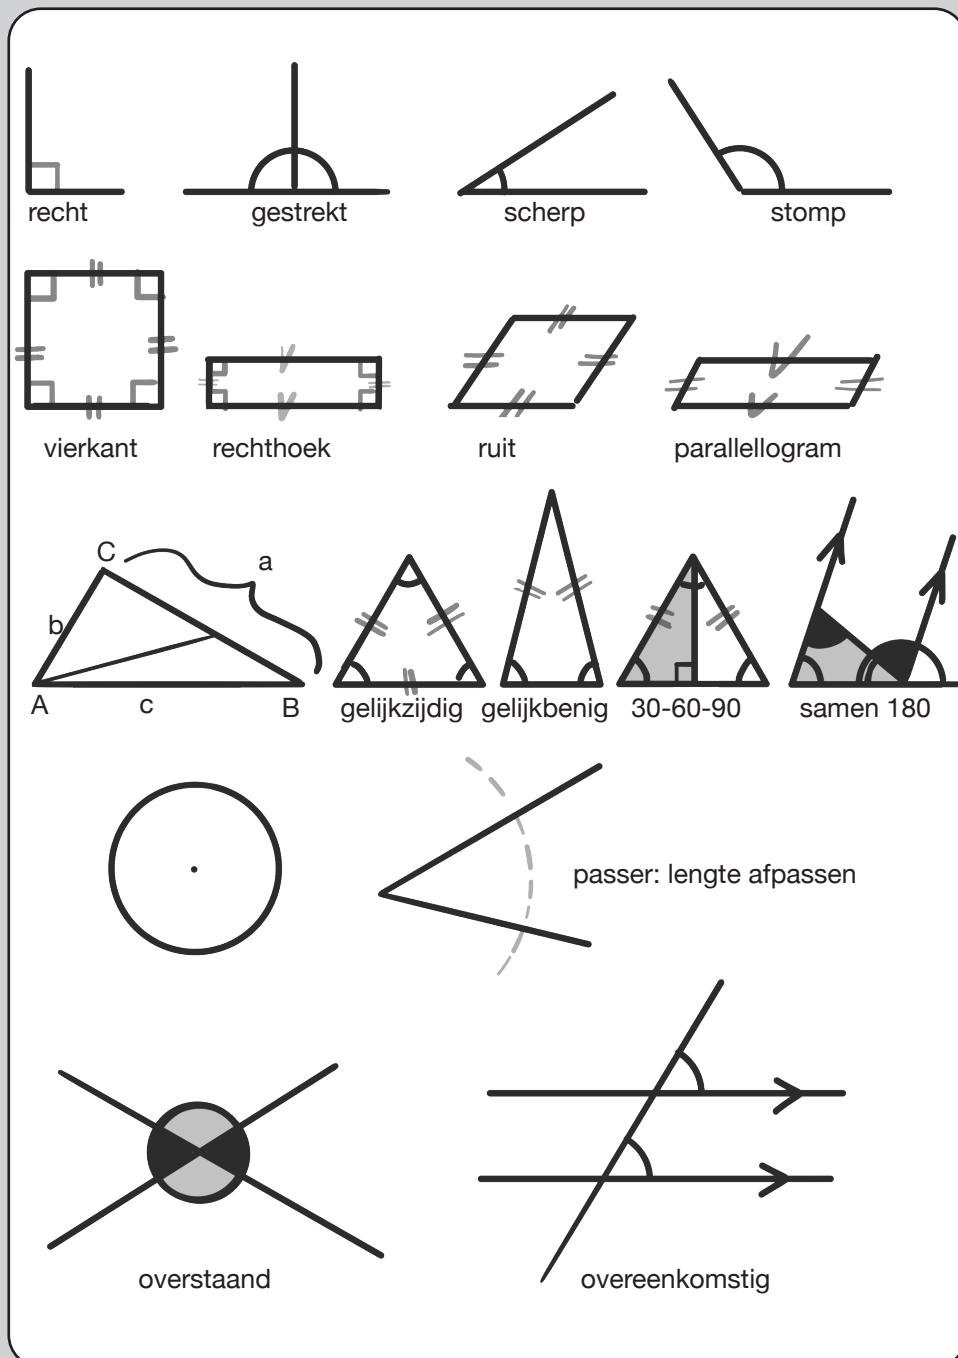 recht
gestrekt
scherp
stomp
vierkant
rechthoek
ruit
parallellogram
C
a
b
A
c
B
gelijkzijdig
gelijkbenig
30-60-90
samen 180
passer: lengte afpassen
overstaand
overeenkomstig